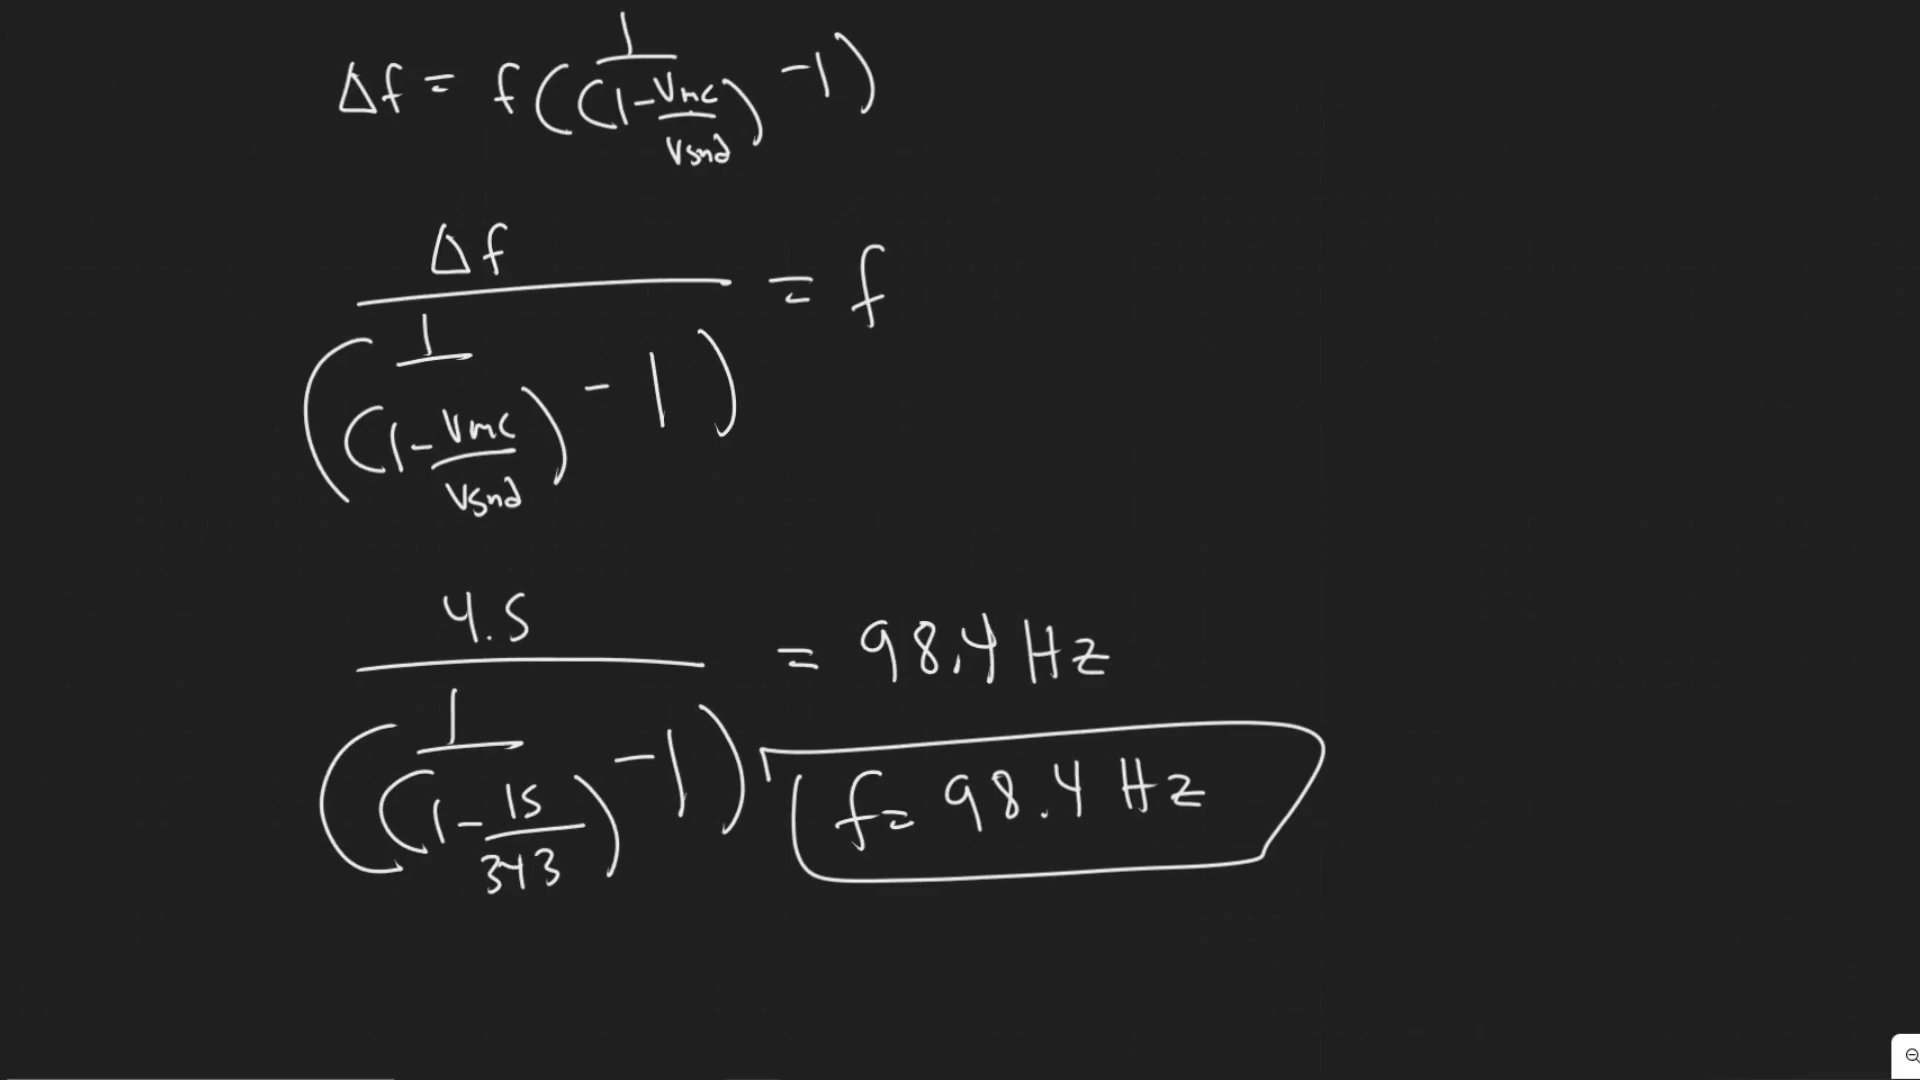 Δf = f(1/(1-Vmc/Vsnd) -1)
Δf/(1/(1-Vmc/Vsnd) - 1) = f
4.5/(1/(1-15/343) -1) = 98.4 Hz
f= 98.4 Hz